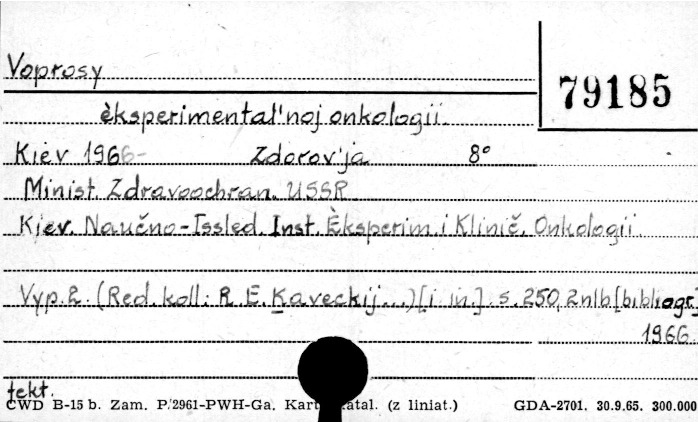 Voprosy
79185
èksperimental'noj onkologii.
Kiev 1966- Zdorov'ja 8°
Minist. Zdravoochran. USSR
Kiev. Naučno-Issled. Inst. Èksperim. i Klinič. Onkologii
Vyp. 2. (Red. koll.: R. E. Kaveckij...) [i in.]. s. 250, 2nlb [bibliogr.]
1966.
tekt.
CWD B-15 b. Zam. P/2961-PWH-Ga. Kart. katal. (z liniat.) GDA-2701. 30.9.65. 300.000